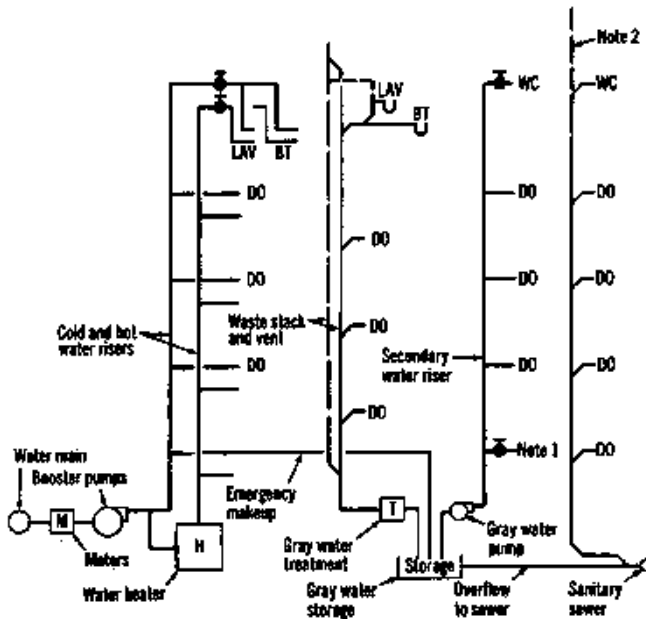 Note 2
LAV
BT
WC
WC
LAV
BT
DO
DO
DO
DO
DO
DO
DO
DO
Cold and hot
water risers
Waste stack
and vent
DO
Secondary
water riser
DO
DO
DO
DO
Water main
Booster pumps
Emergency
makeup
Note 1
DO
M
H
T
Meters
Water heater
Gray water
treatment
Storage
Gray water
storage
Gray water
pump
Overflow
to sewer
Sanitary
sewer